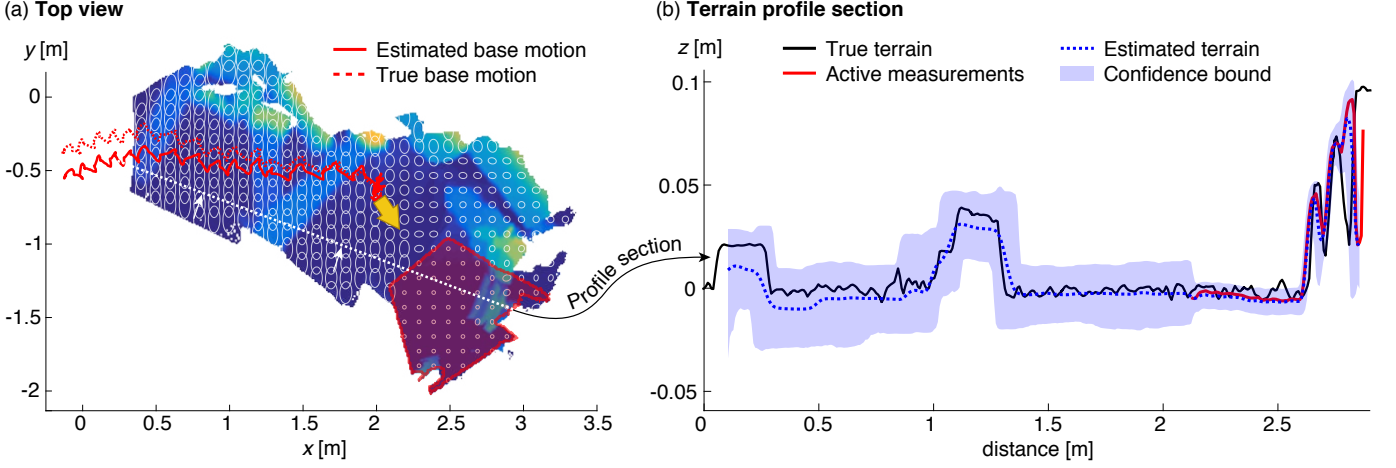 (a) Top view
y [m]
Estimated base motion
True base motion
0
-0.5
-1
-1.5
-2
0 0.5 1 1.5 2 2.5 3 3.5
x [m]
Profile section
(b) Terrain profile section
z [m]
True terrain
Active measurements
Estimated terrain
Confidence bound
0.1
0.05
0
-0.05
0 0.5 1 1.5 2 2.5
distance [m]